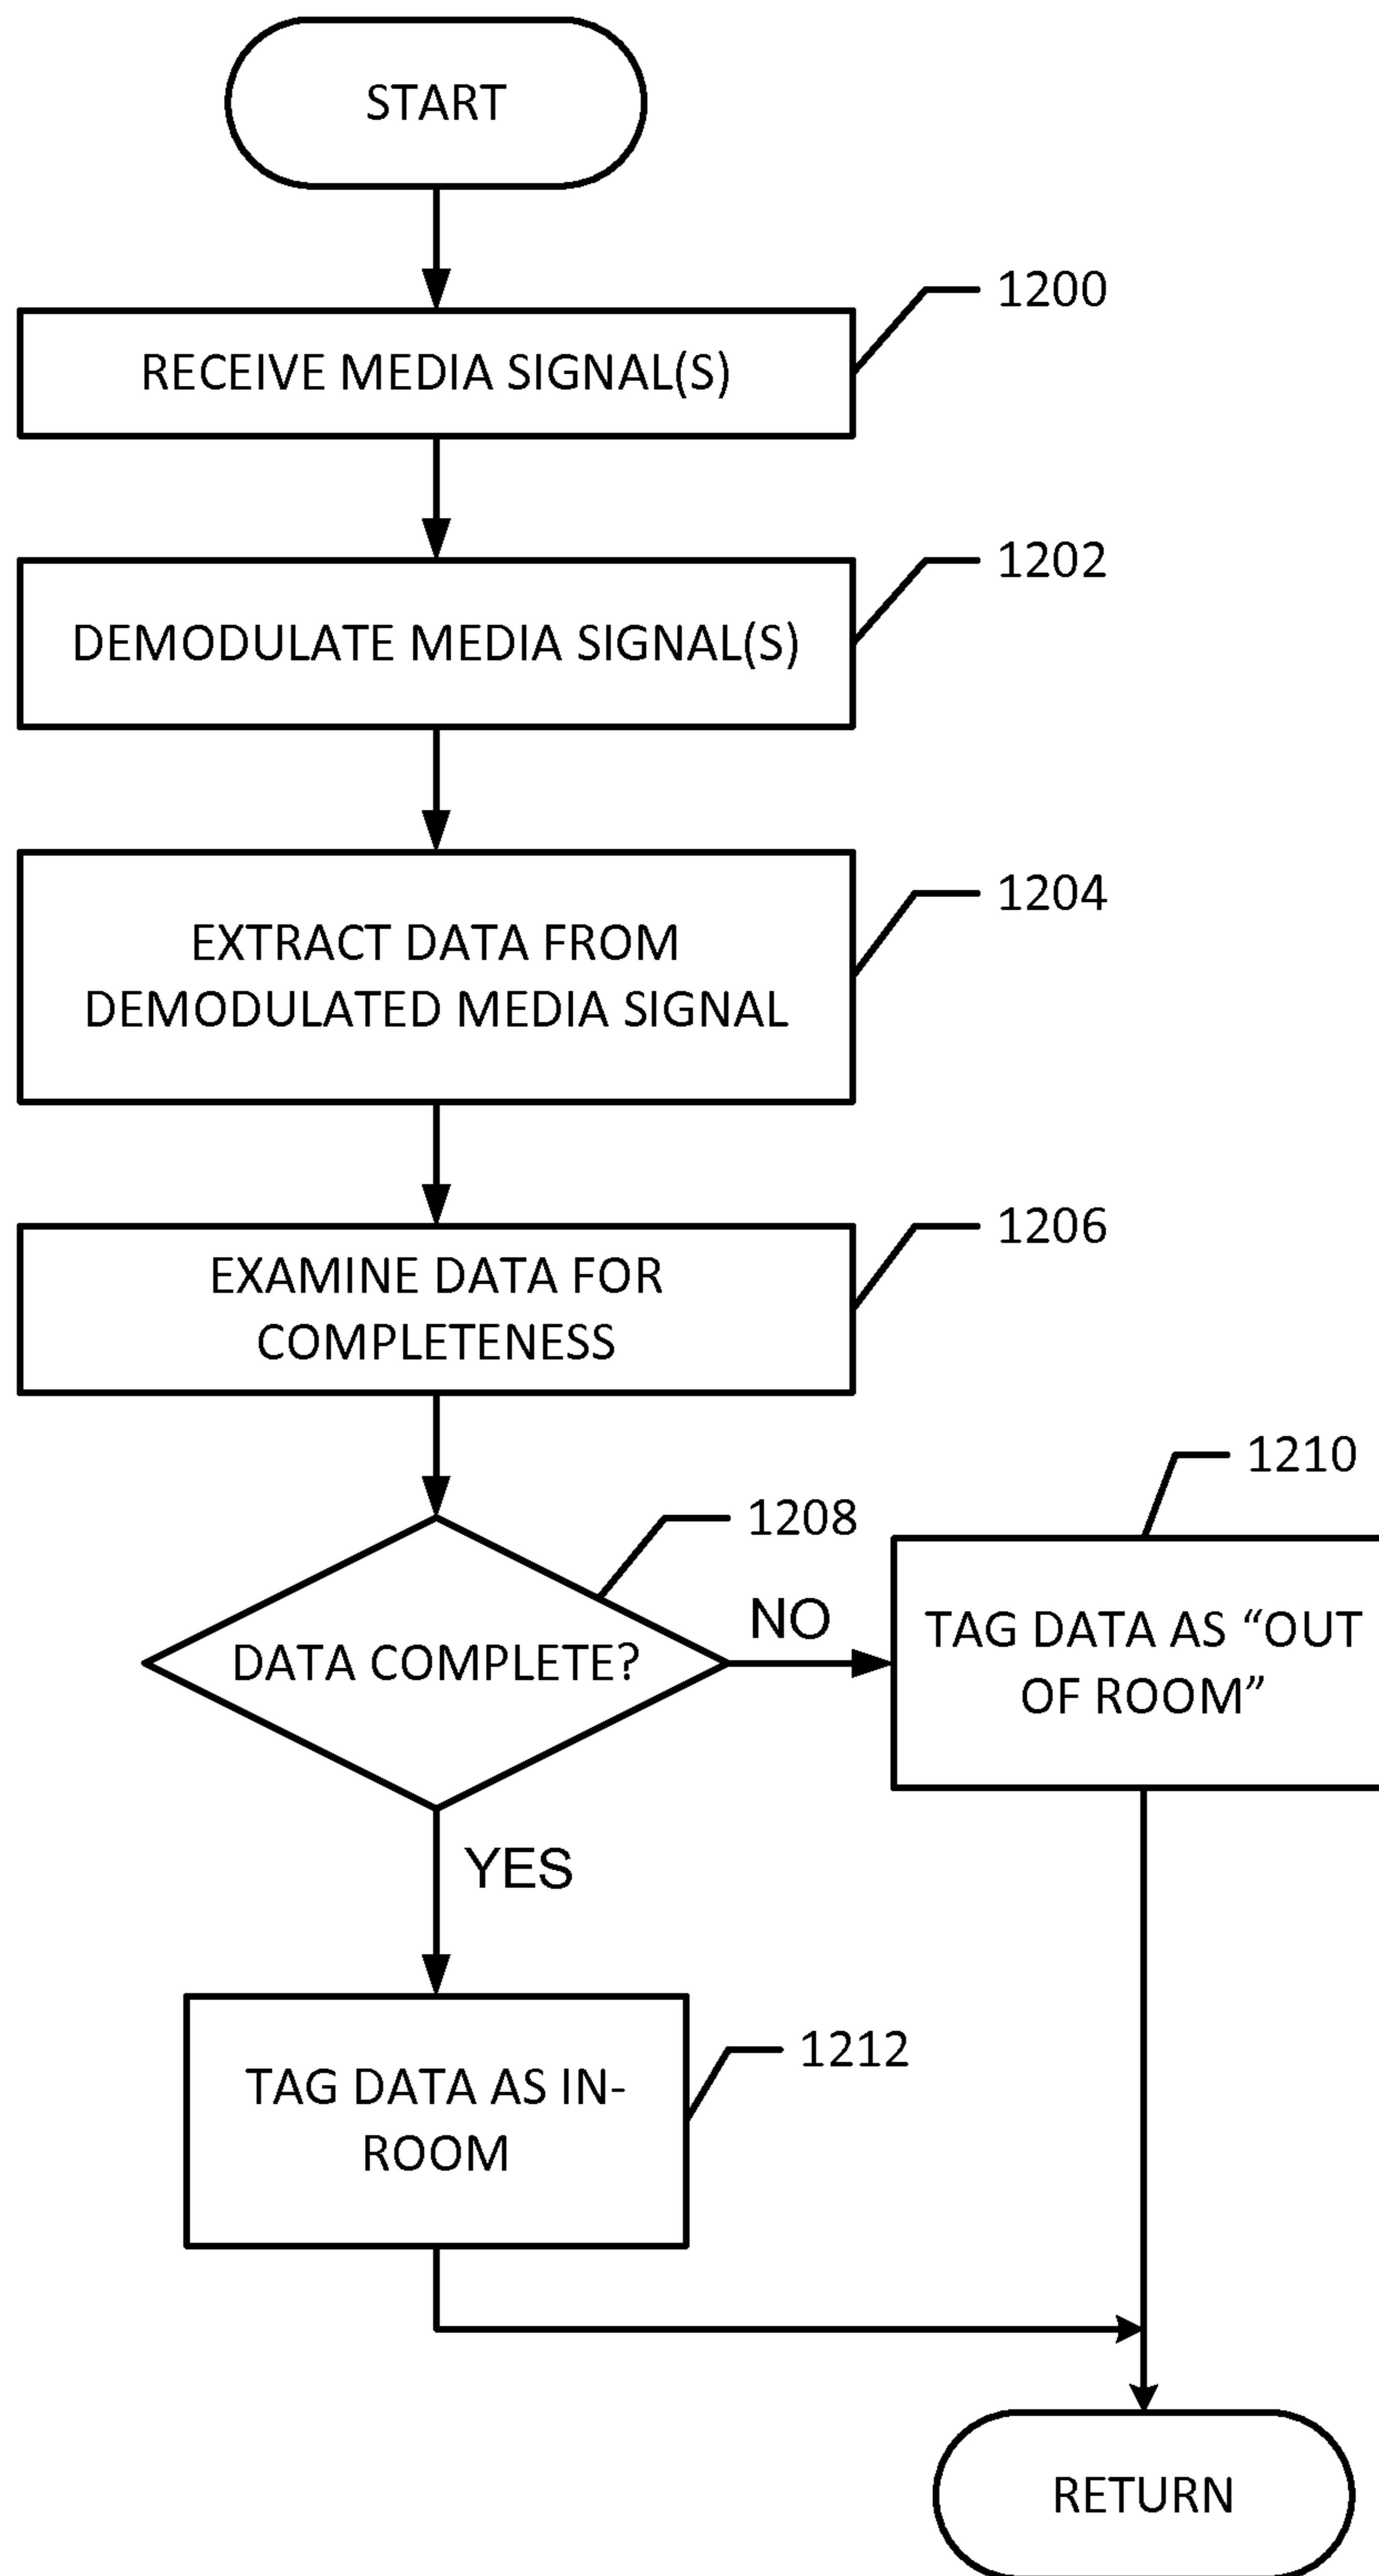 START
1200
RECEIVE MEDIA SIGNAL(S)
1202
DEMODULATE MEDIA SIGNAL(S)
1204
EXTRACT DATA FROM
DEMODULATED MEDIA SIGNAL
1206
EXAMINE DATA FOR
COMPLETENESS
1208
DATA COMPLETE?
NO
1210
TAG DATA AS “OUT
OF ROOM”
YES
1212
TAG DATA AS IN-
ROOM
RETURN